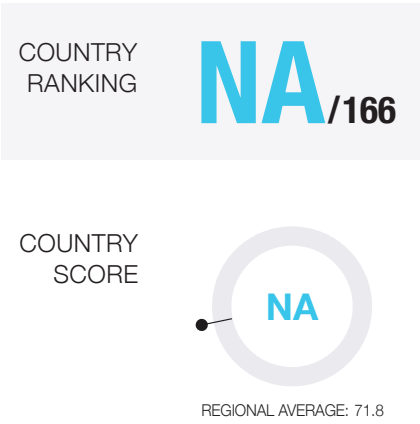 COUNTRY
RANKING
NA/166
COUNTRY
SCORE
NA
REGIONAL AVERAGE: 71.8